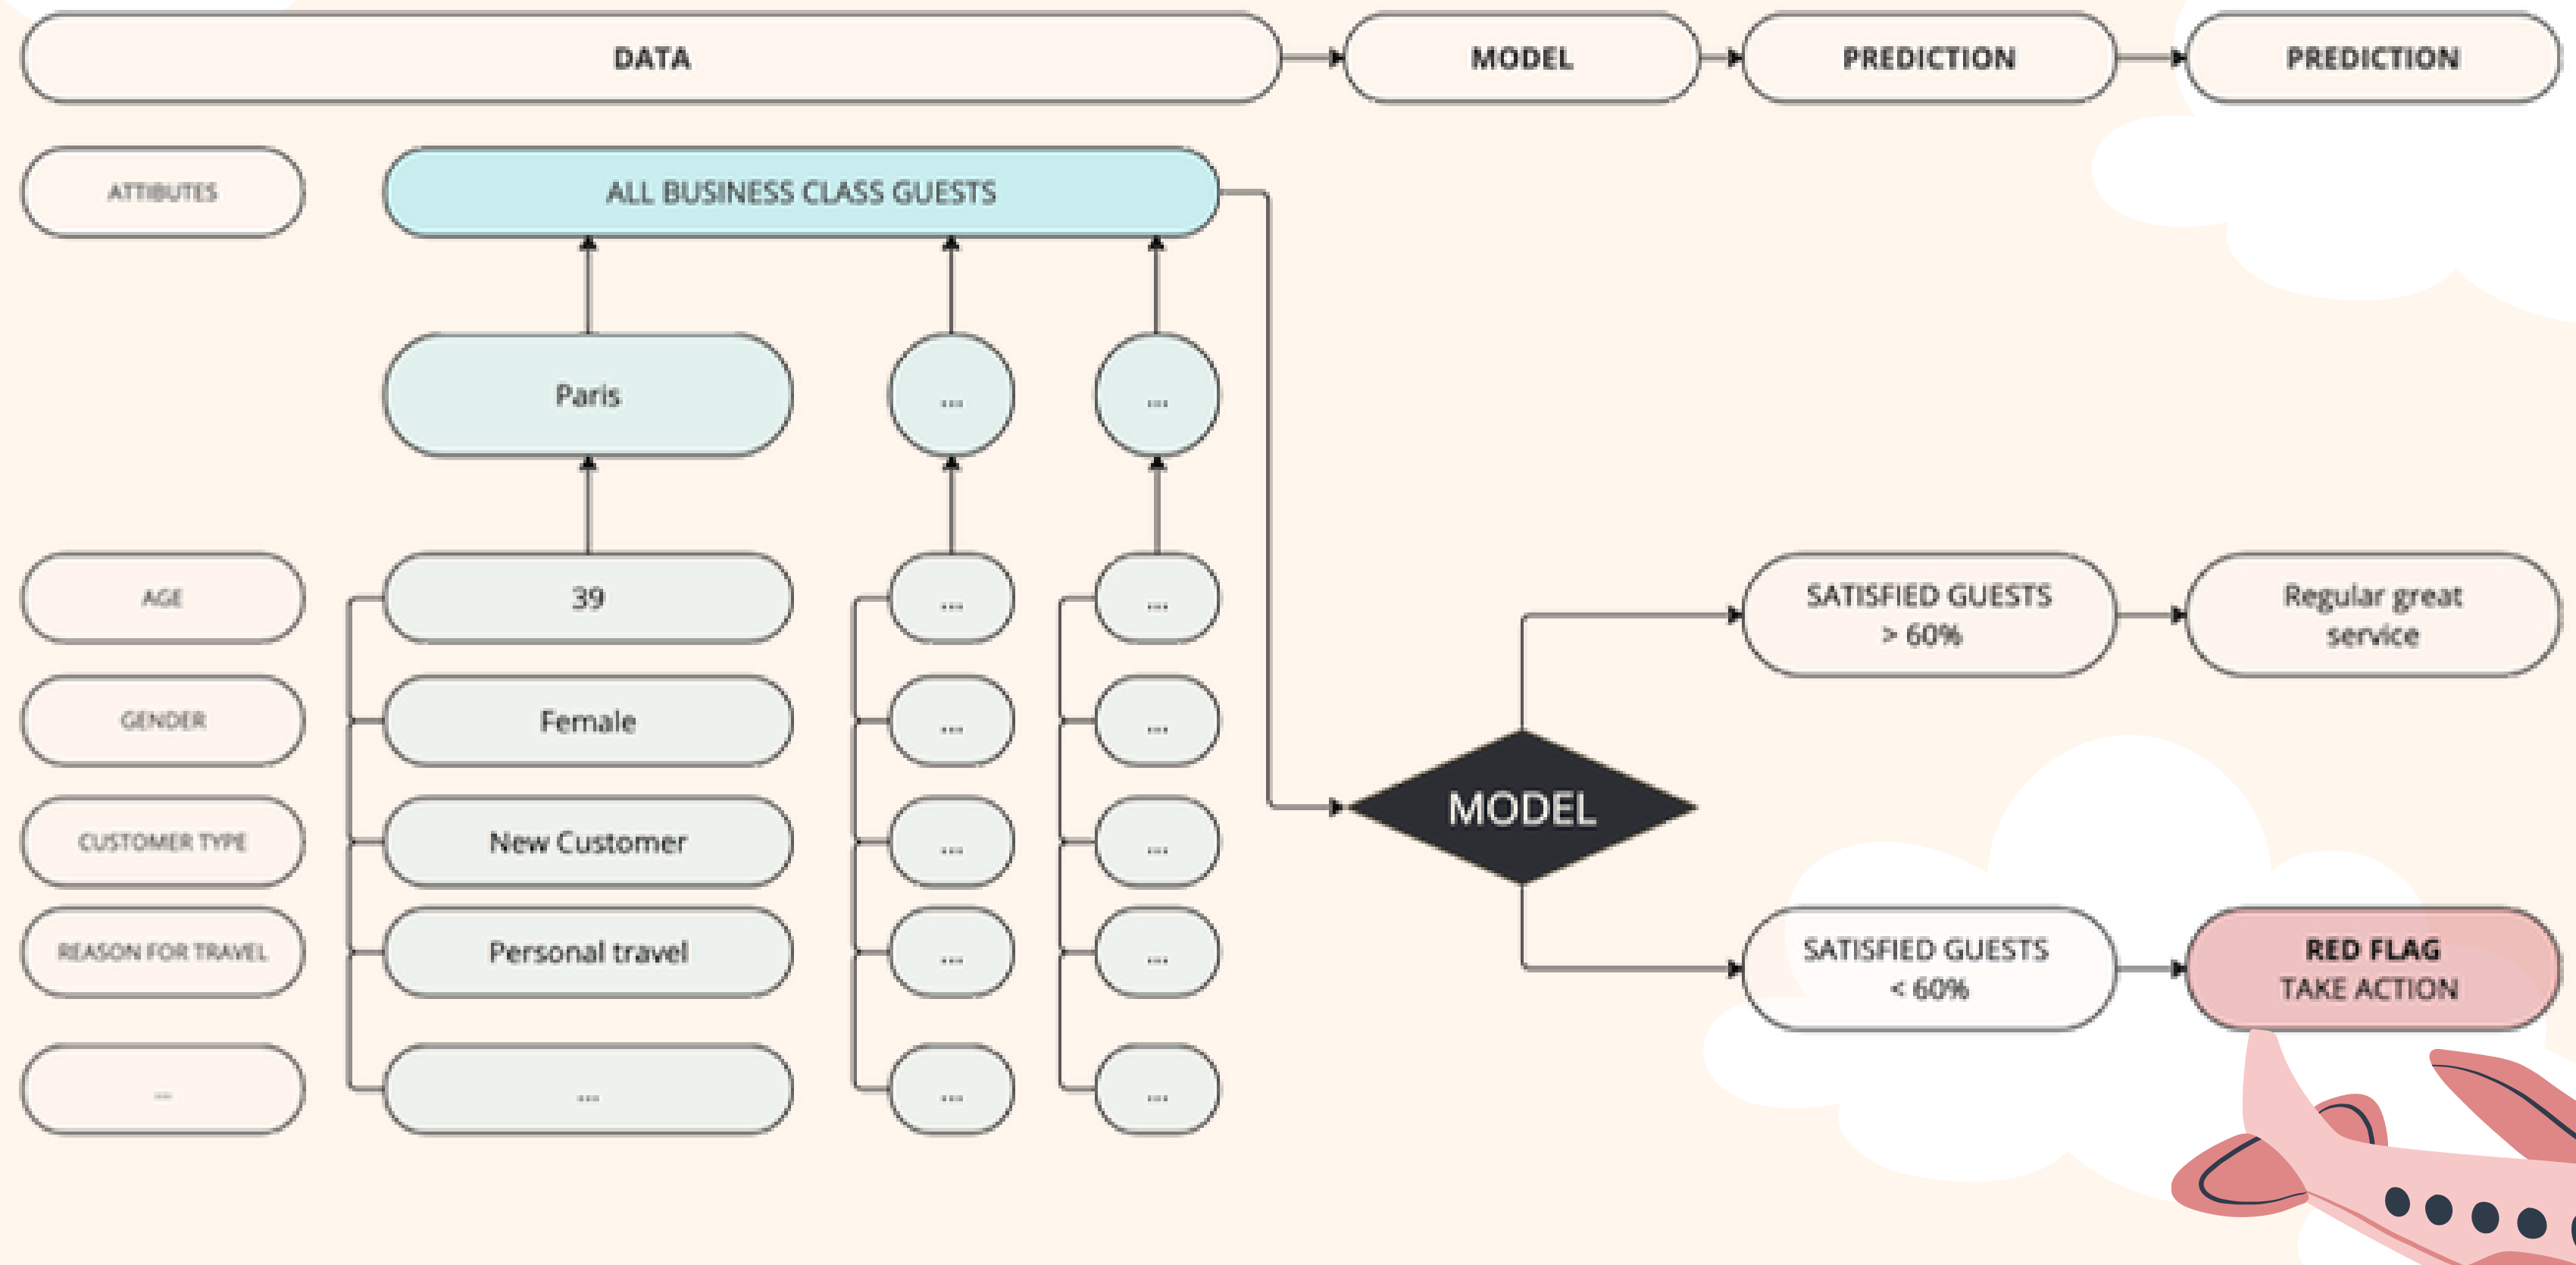 DATA
MODEL
PREDICTION
PREDICTION
ATTIBUTES
ALL BUSINESS CLASS GUESTS
Paris
...
...
AGE
39
...
...
GENDER
Female
...
...
CUSTOMER TYPE
New Customer
...
...
REASON FOR TRAVEL
Personal travel
...
...
...
...
...
...
MODEL
SATISFIED GUESTS
> 60%
Regular great
service
SATISFIED GUESTS
< 60%
RED FLAG
TAKE ACTION